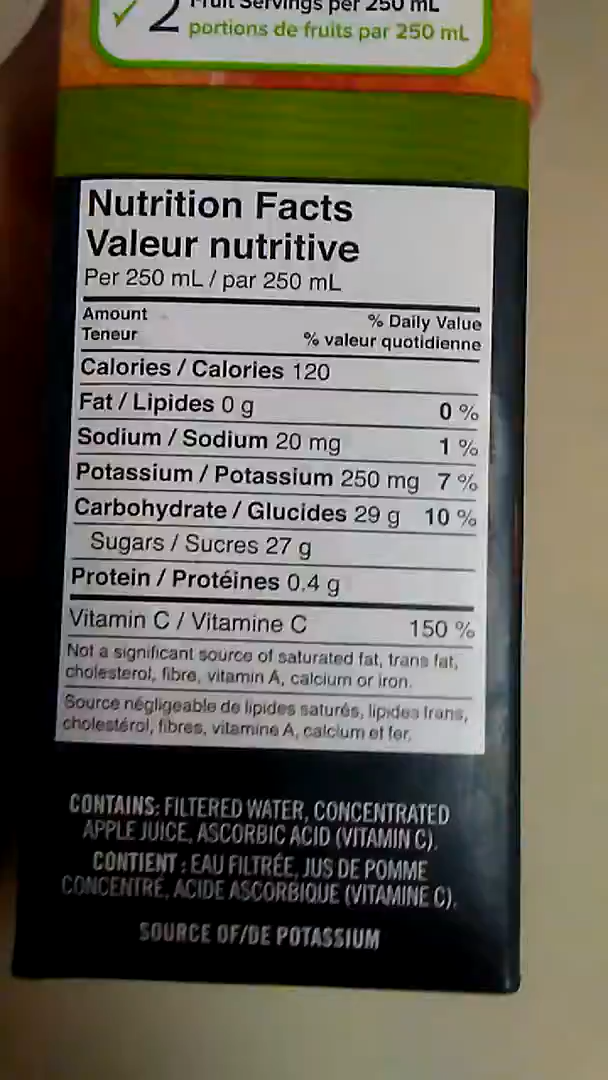 2 Fruit Servings per 250 mL
portions de fruits par 250 mL
Nutrition Facts
Valeur nutritive
Per 250 mL / par 250 mL
Amount % Daily Value
Teneur % valeur quotidienne
Calories / Calories 120
Fat / Lipides 0 g 0 %
Sodium / Sodium 20 mg 1 %
Potassium / Potassium 250 mg 7 %
Carbohydrate / Glucides 29 g 10 %
Sugars / Sucres 27 g
Protein / Protéines 0.4 g
Vitamin C / Vitamine C 150 %
Not a significant source of saturated fat, trans fat,
cholesterol, fibre, vitamin A, calcium or iron.
Source négligeable de lipides saturés, lipides trans,
cholestérol, fibres, vitamine A, calcium et fer.
CONTAINS: FILTERED WATER, CONCENTRATED
APPLE JUICE, ASCORBIC ACID (VITAMIN C).
CONTIENT : EAU FILTRÉE, JUS DE POMME
CONCENTRÉ, ACIDE ASCORBIQUE (VITAMINE C).
SOURCE OF/DE POTASSIUM